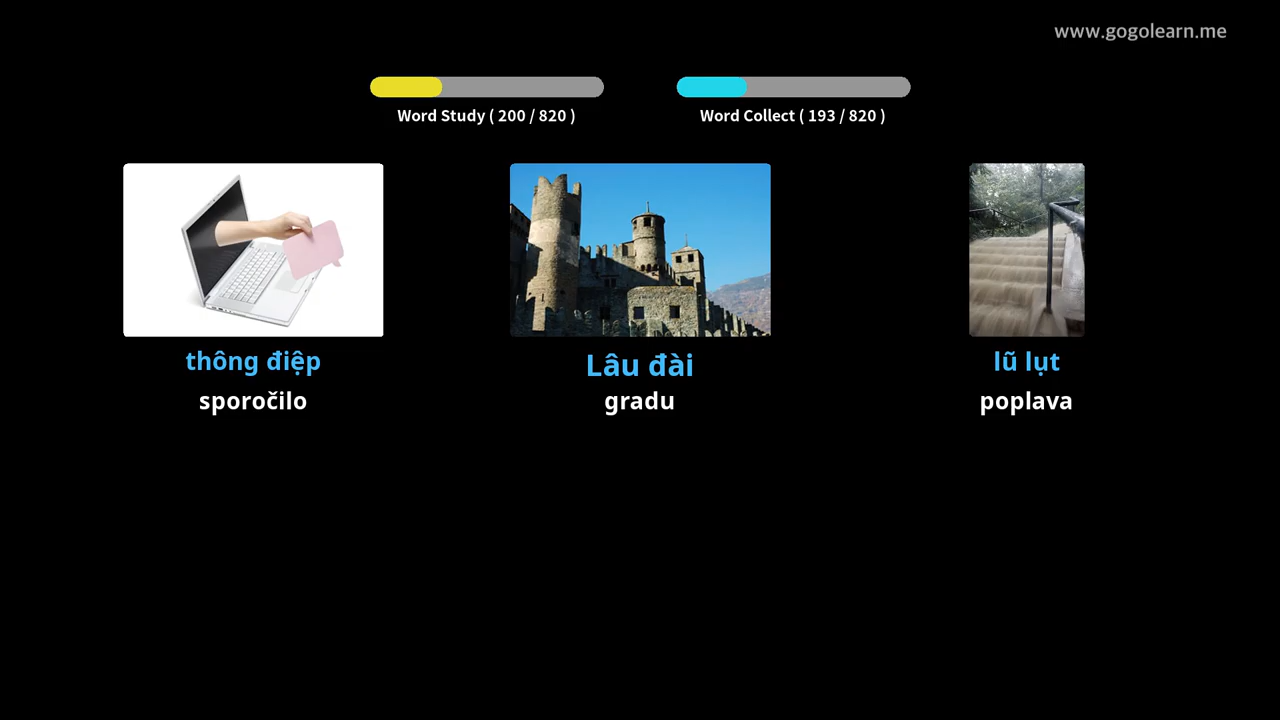 www.gogolearn.me
Word Study ( 200 / 820 )
Word Collect ( 193 / 820 )
thông điệp
sporočilo
Lâu đài
gradu
lũ lụt
poplava